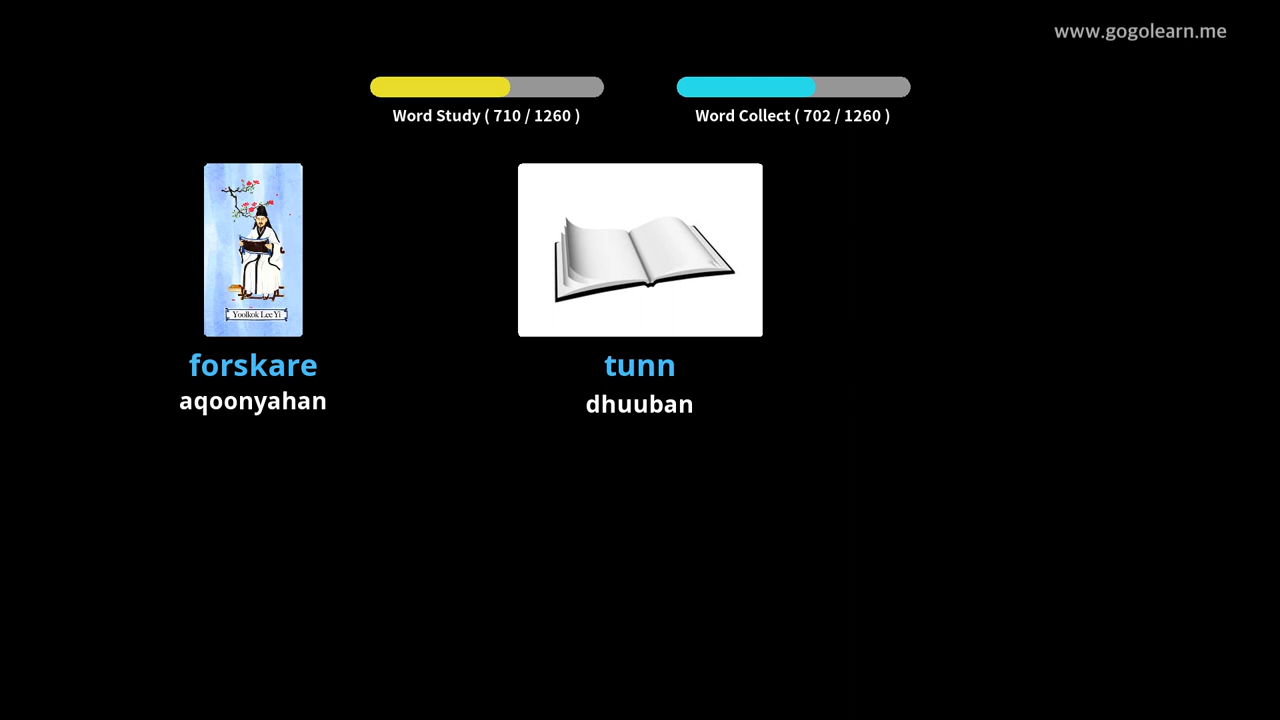 www.gogolearn.me
Word Study ( 710 / 1260 )
Word Collect ( 702 / 1260 )
Yoolkok Lee Yi
forskare
aqoonyahan
tunn
dhuuban